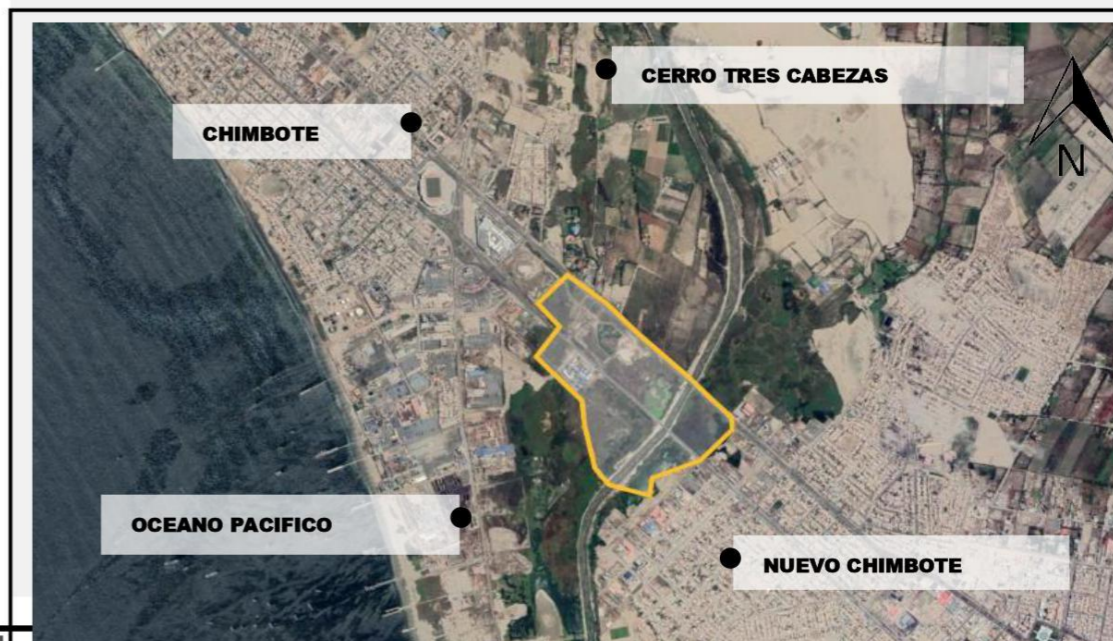 CERRO TRES CABEZAS
CHIMBOTE
N
OCEANO PACIFICO
NUEVO CHIMBOTE